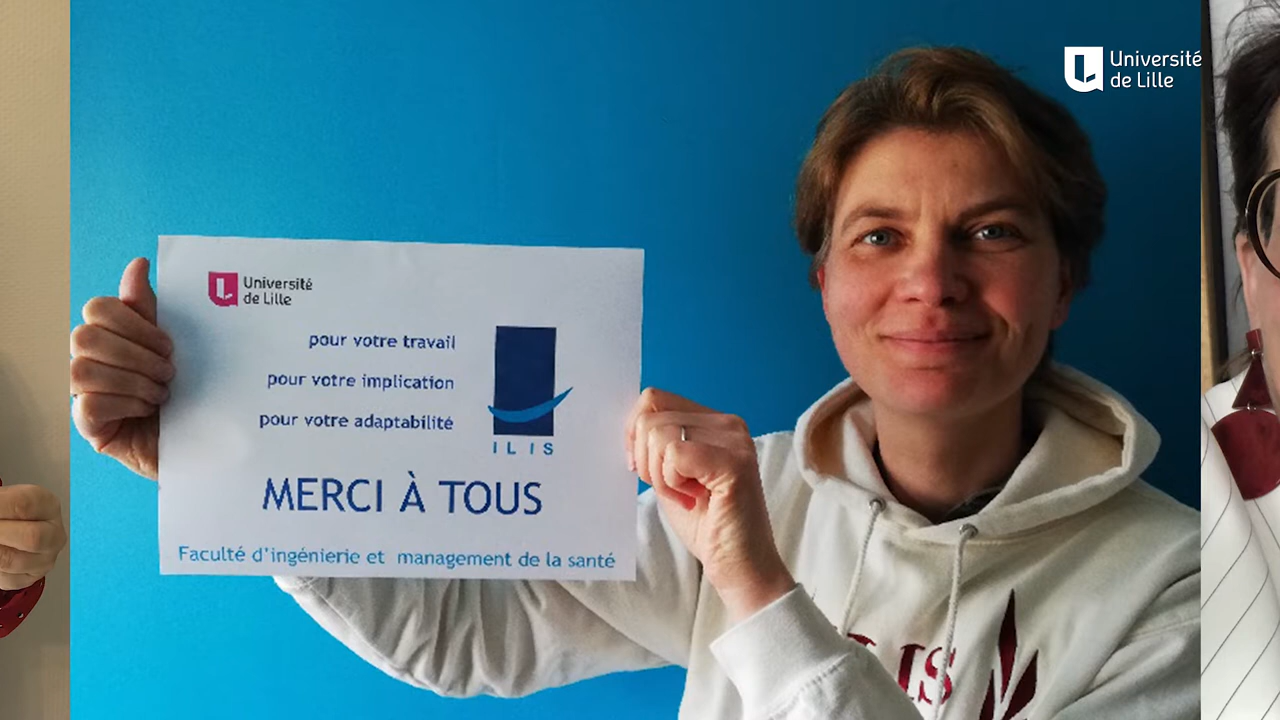 Université
de Lille
Université
de Lille
pour votre travail
pour votre implication
pour votre adaptabilité
ILIS
MERCI À TOUS
Faculté d'ingénierie et management de la santé